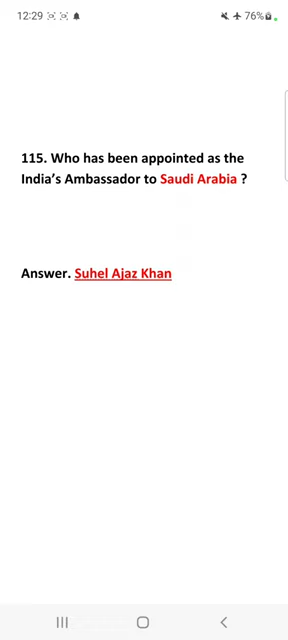 12:29 76%
115. Who has been appointed as the
India's Ambassador to Saudi Arabia ?
Answer. Suhel Ajaz Khan